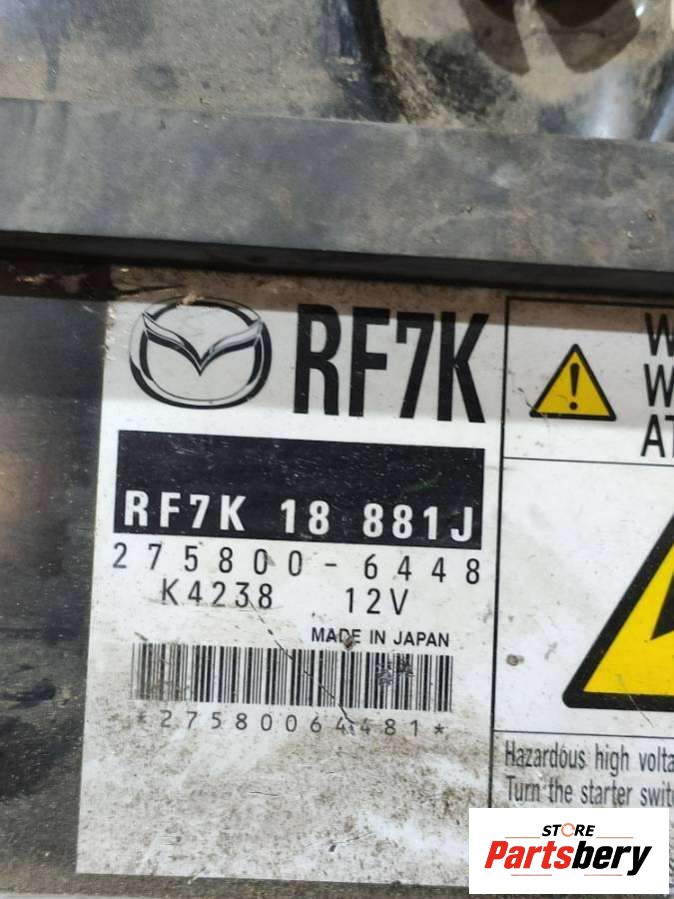 RF7K
RF7K 18 881J
275800-6448
K4238 12V
MADE IN JAPAN
*27580064481*
W
W
AT
Hazardous high volta
Turn the starter swit
STORE
Partsbery